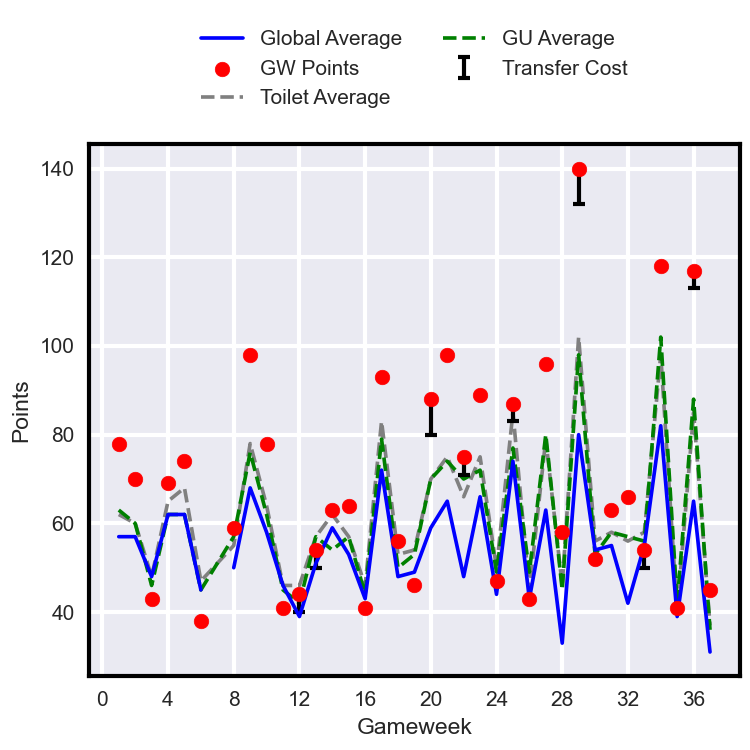 Global Average
GU Average
GW Points
Transfer Cost
Toilet Average
140
120
100
80
60
40
Points
0 4 8 12 16 20 24 28 32 36
Gameweek